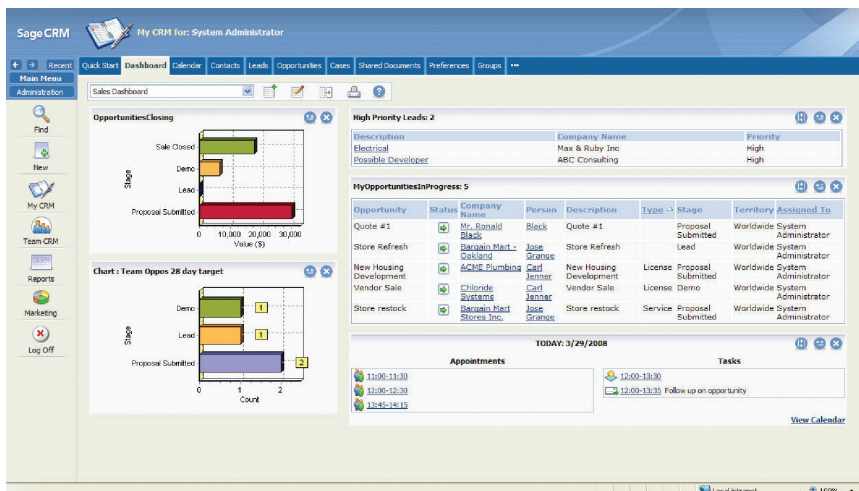 Sage CRM
My CRM for: System Administrator
Recent
Quick Start Dashboard Calendar Contacts Leads Opportunities Cases Shared Documents Preferences Groups
Main Menu
Administration
Sales Dashboard
Find
New
My CRM
Team CRM
Reports
Marketing
Log Off
OpportunitiesClosing
Stage
Sale Closed
Demo
Lead
Proposal Submitted
0 10,000 20,000 30,000
Value ($)
Chart : Team Oppos 28 day target
Stage
Demo 1
Lead 1
Proposal Submitted 2
0 1 2
Count
High Priority Leads: 2
Description Company Name Priority
Electrical Max & Ruby Inc High
Possible Developer ABC Consulting High
MyOpportunitiesInProgress: 5
Opportunity Status Company Name Person Description Type Stage Territory Assigned To
Quote #1 Mr. Ronald Black Black Quote #1 Proposal Submitted Worldwide System Administrator
Store Refresh Bargain Mart - Oakland Jose Grange Store Refresh Lead Worldwide System Administrator
New Housing Development ACME Plumbing Carl Jenner New Housing Development License Proposal Submitted Worldwide System Administrator
Vendor Sale Chloride Systems Carl Jenner Vendor Sale License Demo Worldwide System Administrator
Store restock Bargain Mart Stores Inc. Jose Grange Store restock Service Proposal Submitted Worldwide System Administrator
TODAY: 3/29/2008
Appointments Tasks
11:00-11:30 12:00-13:30
12:00-12:30 12:00-13:35 Follow up on opportunity
13:45-14:15
View Calendar